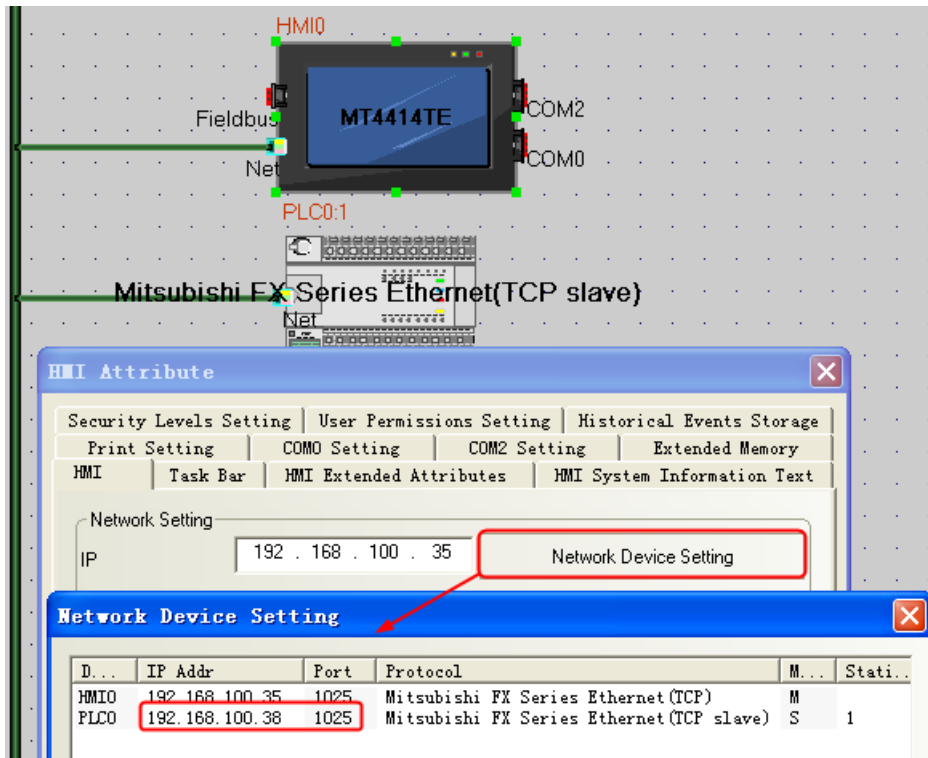 HMI0
MT4414TE
COM2
Fieldbus
COM0
Net
PLC0:1
Mitsubishi FX Series Ethernet(TCP slave)
Net
HMI Attribute
Security Levels Setting User Permissions Setting Historical Events Storage
Print Setting COM0 Setting COM2 Setting Extended Memory
HMI Task Bar HMI Extended Attributes HMI System Information Text
Network Setting
IP 192 . 168 . 100 . 35 Network Device Setting
Network Device Setting
D... IP Addr Port Protocol M... Stati..
HMI0 192.168.100.35 1025 Mitsubishi FX Series Ethernet(TCP) M
PLC0 192.168.100.38 1025 Mitsubishi FX Series Ethernet(TCP slave) S 1